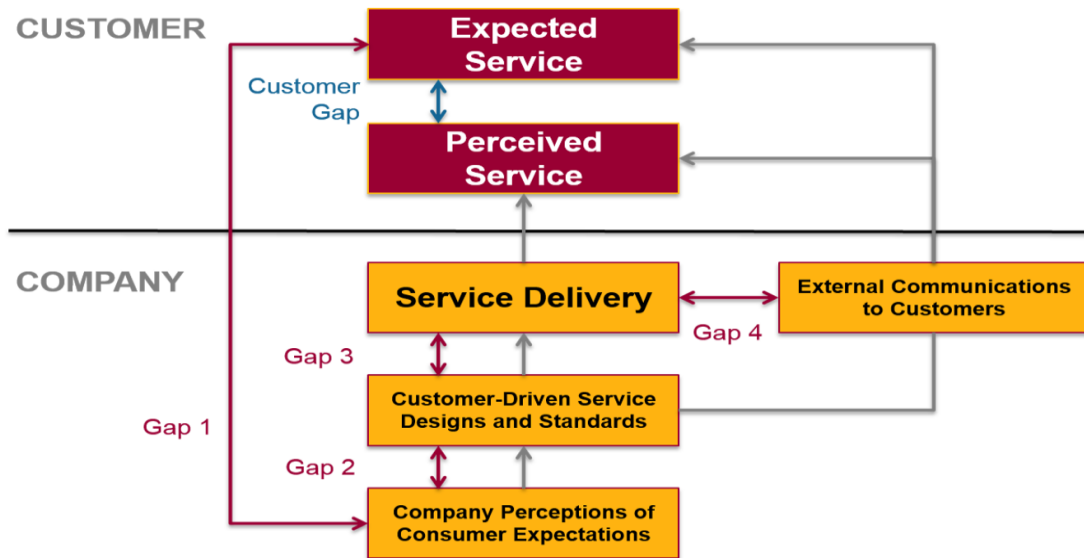 CUSTOMER
Expected
Service
Customer
Gap
Perceived
Service
COMPANY
Service Delivery
External Communications
to Customers
Gap 4
Gap 3
Customer-Driven Service
Designs and Standards
Gap 1
Gap 2
Company Perceptions of
Consumer Expectations